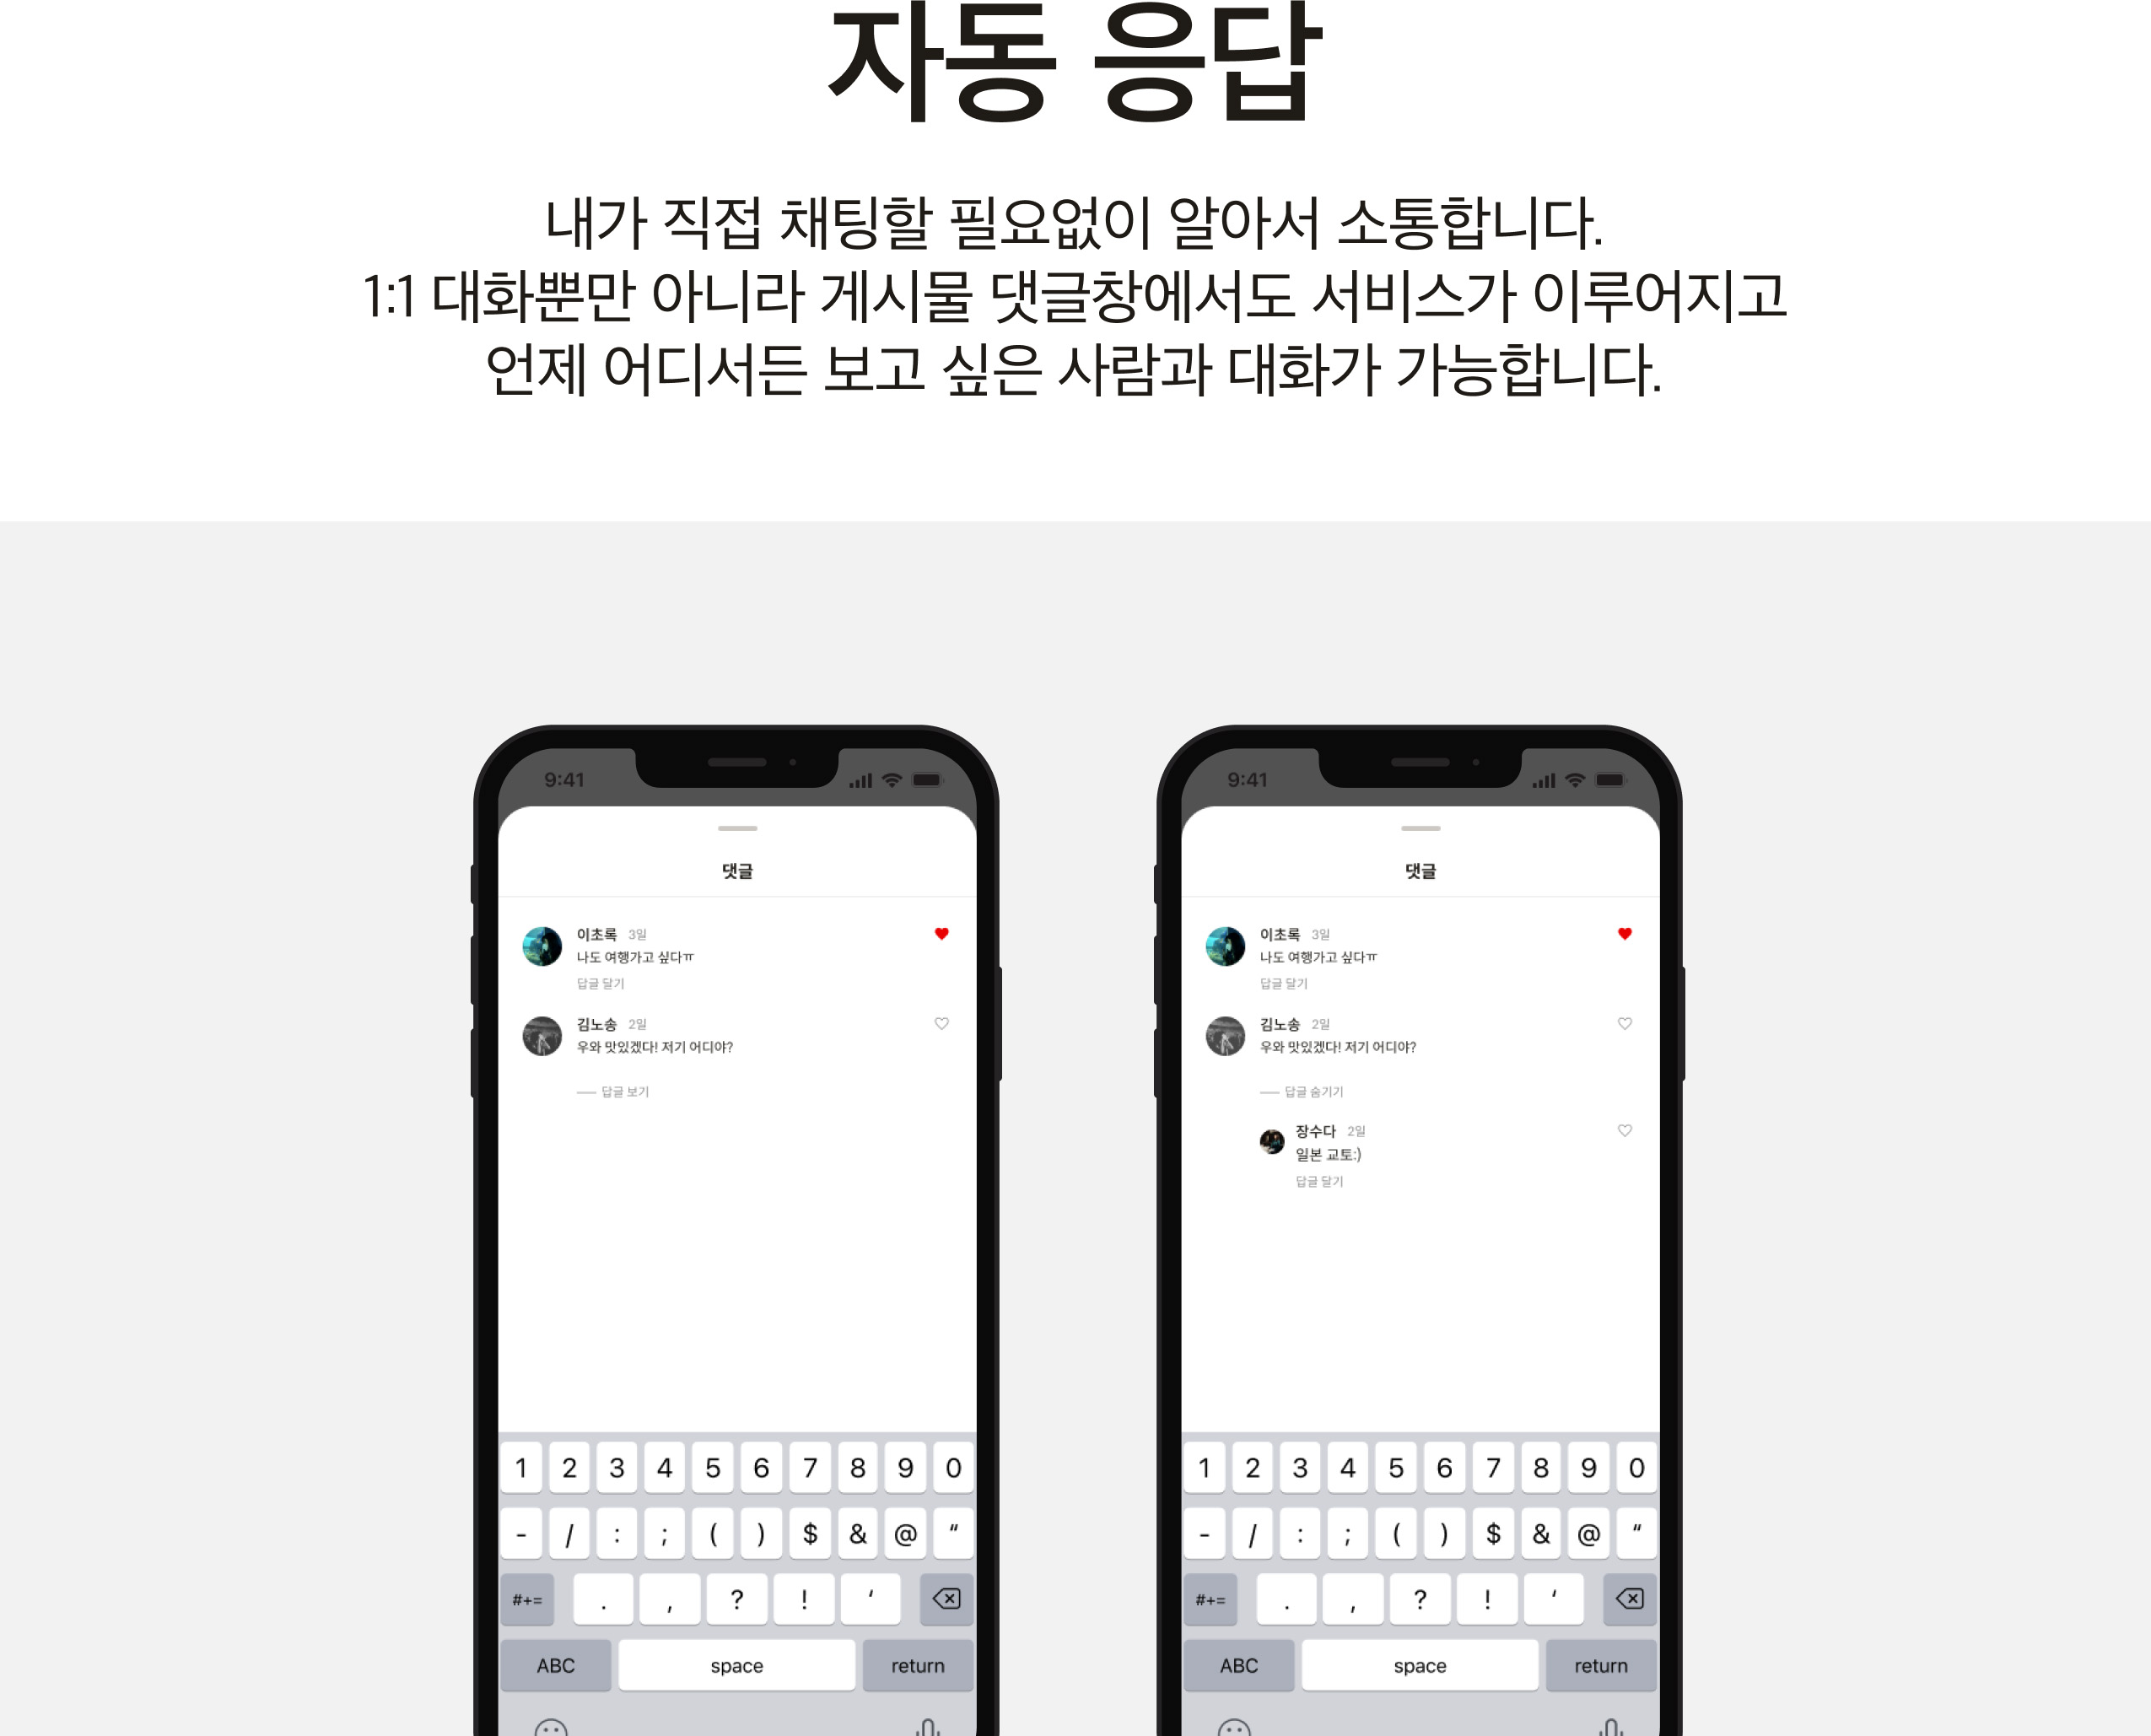 자동 응답
내가 직접 채팅할 필요없이 알아서 소통합니다.
1:1 대화뿐만 아니라 게시물 댓글창에서도 서비스가 이루어지고
언제 어디서든 보고 싶은 사람과 대화가 가능합니다.
9:41
댓글
이초록 3일
나도 여행가고 싶다ㅠ
답글 달기
김노송 2일
우와 맛있겠다! 저기 어디야?
답글 보기
1 2 3 4 5 6 7 8 9 0
- / : ; ( ) $ & @ “
#+= . , ? ! ‘
ABC space return
9:41
댓글
이초록 3일
나도 여행가고 싶다ㅠ
답글 달기
김노송 2일
우와 맛있겠다! 저기 어디야?
답글 숨기기
장수다 2일
일본 교토:)
답글 달기
1 2 3 4 5 6 7 8 9 0
- / : ; ( ) $ & @ “
#+= . , ? ! ‘
ABC space return